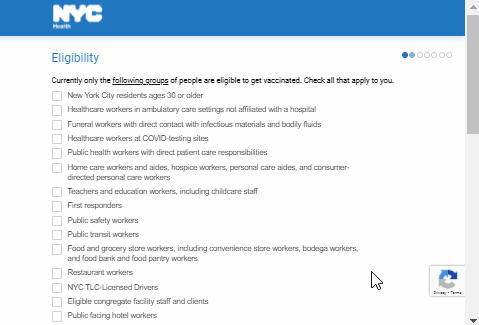 NYC
Health
Eligibility
Currently only the following groups of people are eligible to get vaccinated. Check all that apply to you.
New York City residents ages 30 or older
Healthcare workers in ambulatory care settings not affiliated with a hospital
Funeral workers with direct contact with infectious materials and bodily fluids
Healthcare workers at COVID-testing sites
Public health workers with direct patient care responsibilities
Home care workers and aides, hospice workers, personal care aides, and consumer-
directed personal care workers
Teachers and education workers, including childcare staff
First responders
Public safety workers
Public transit workers
Food and grocery store workers, including convenience store workers, bodega workers,
and food bank and food pantry workers
Restaurant workers
NYC TLC-Licensed Drivers
Eligible congregate facility staff and clients
Public facing hotel workers
Privacy - Terms